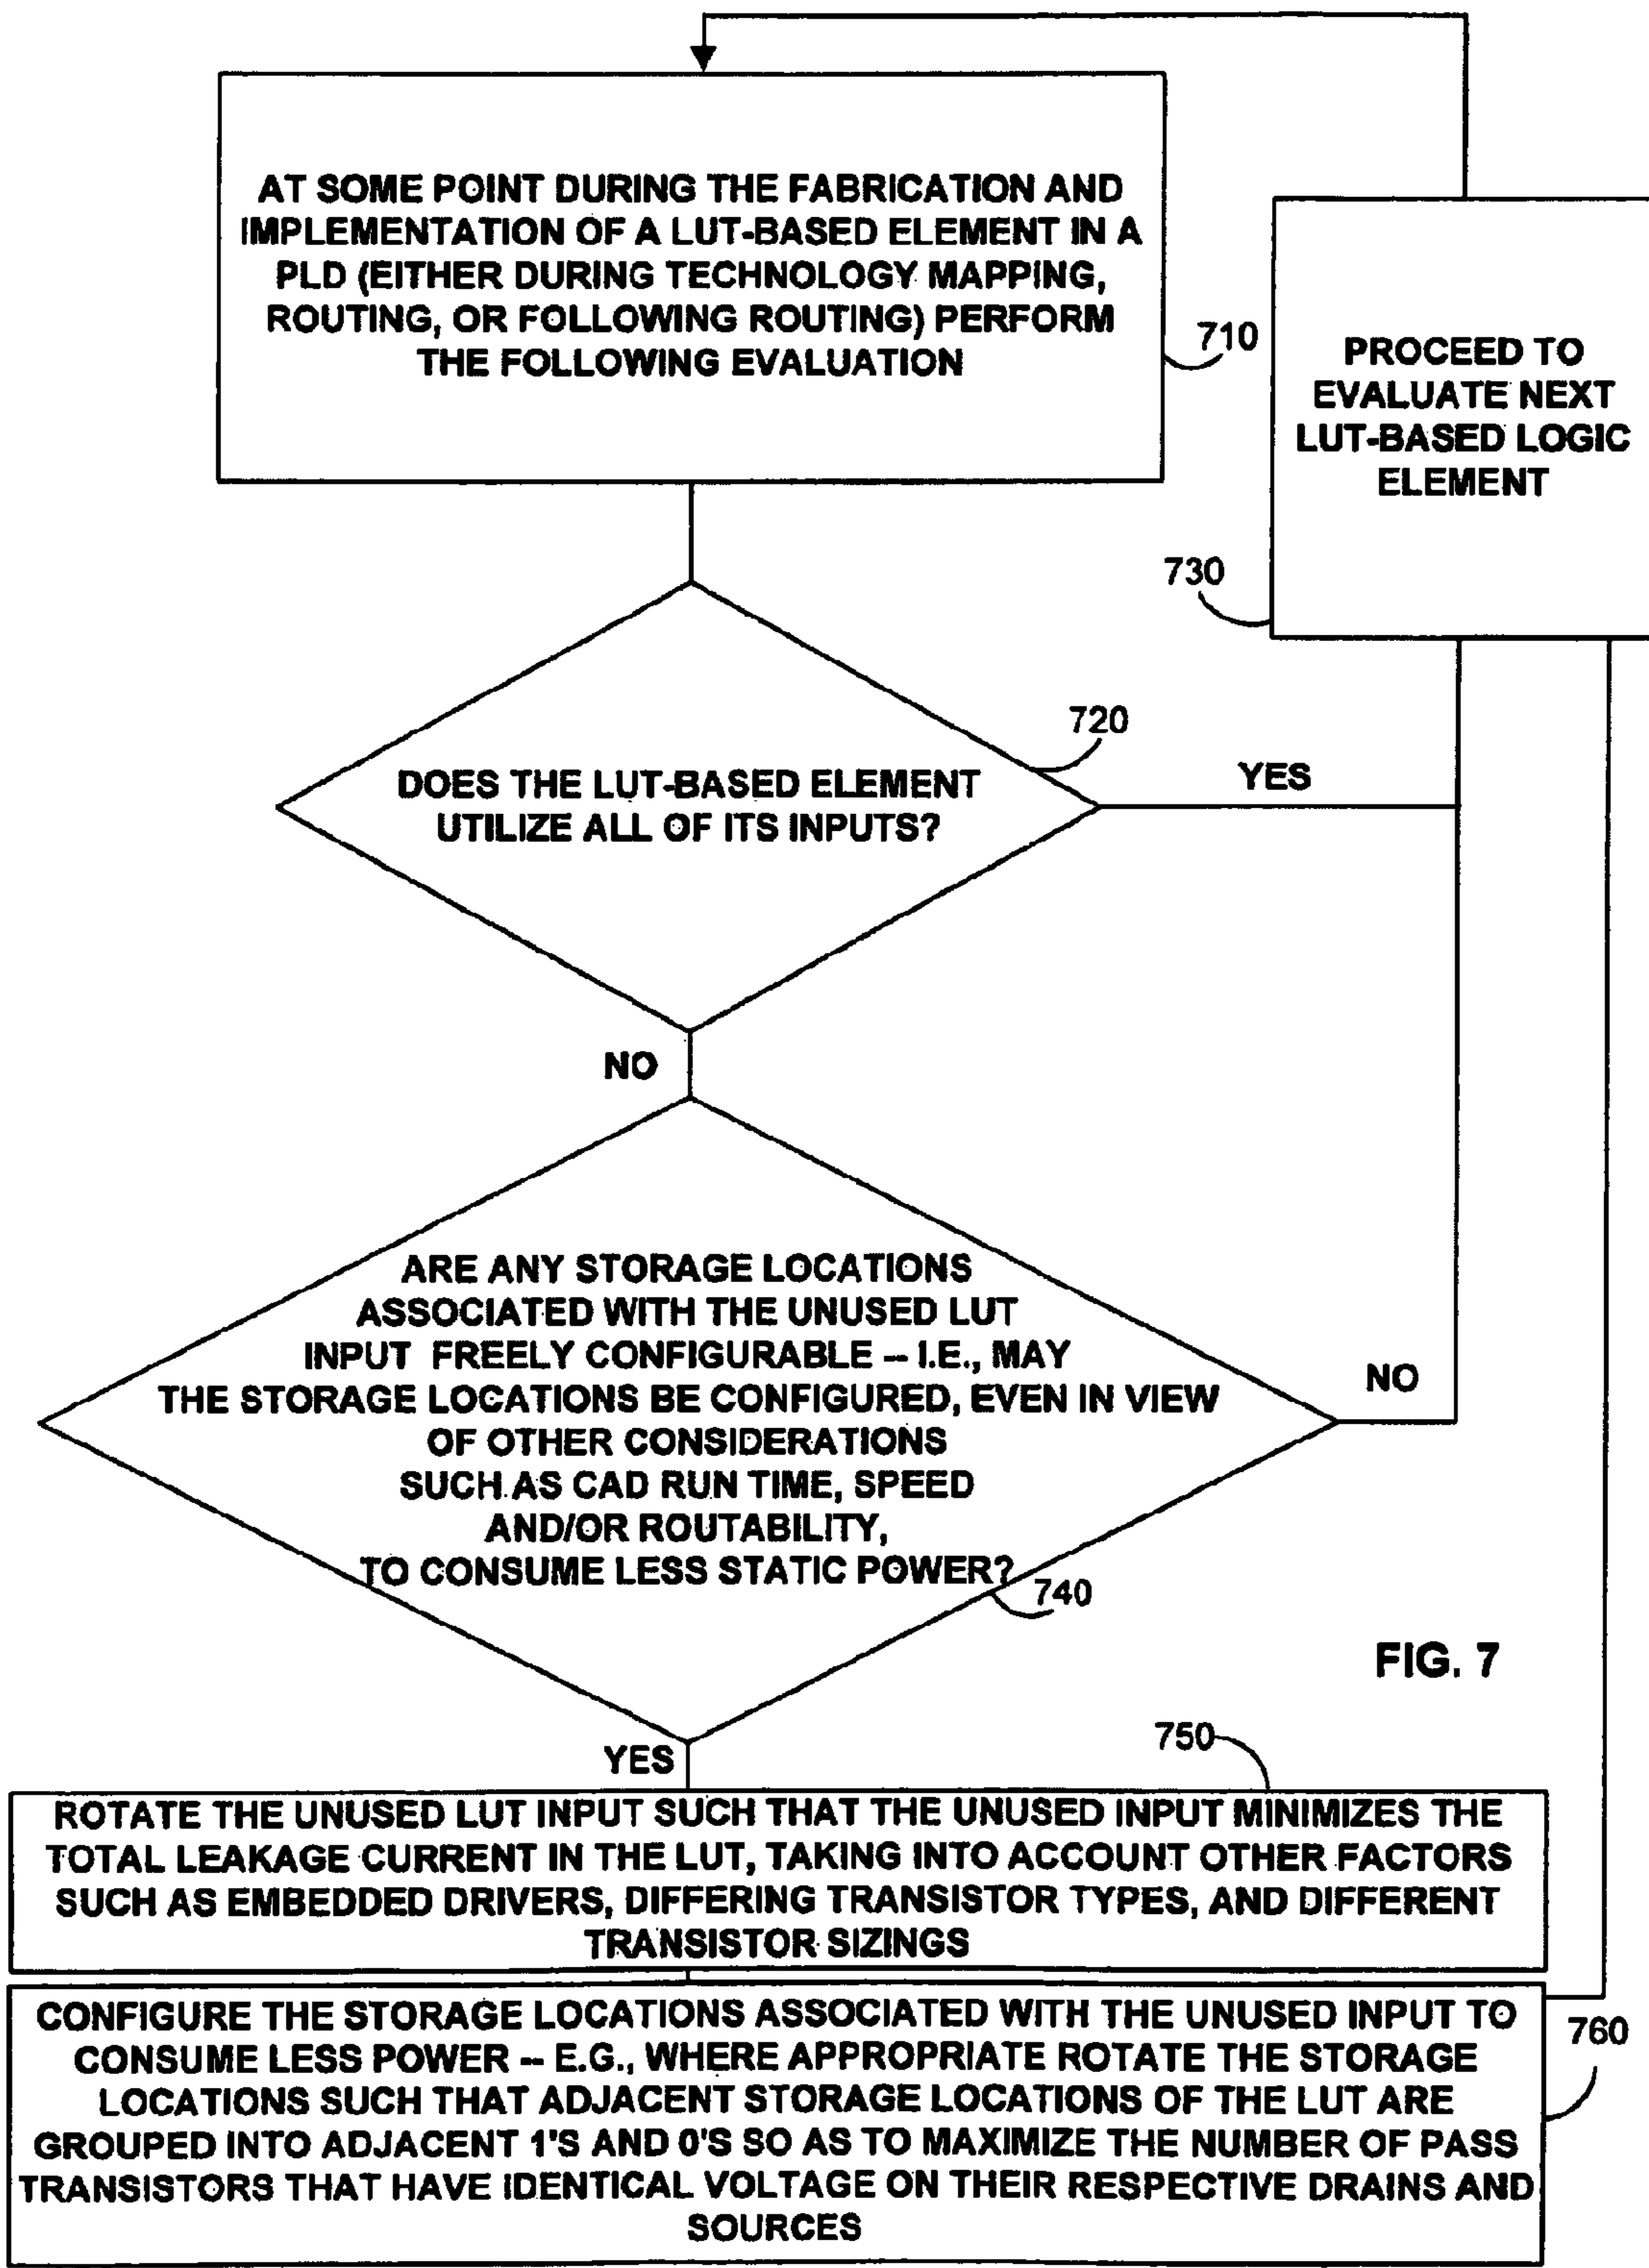 AT SOME POINT DURING THE FABRICATION AND
IMPLEMENTATION OF A LUT-BASED ELEMENT IN A
PLD (EITHER DURING TECHNOLOGY MAPPING,
ROUTING, OR FOLLOWING ROUTING) PERFORM
THE FOLLOWING EVALUATION
710
PROCEED TO
EVALUATE NEXT
LUT-BASED LOGIC
ELEMENT
730
720
DOES THE LUT-BASED ELEMENT
UTILIZE ALL OF ITS INPUTS?
YES
NO
ARE ANY STORAGE LOCATIONS
ASSOCIATED WITH THE UNUSED LUT
INPUT FREELY CONFIGURABLE – I.E., MAY
THE STORAGE LOCATIONS BE CONFIGURED, EVEN IN VIEW
OF OTHER CONSIDERATIONS
SUCH AS CAD RUN TIME, SPEED
AND/OR ROUTABILITY,
TO CONSUME LESS STATIC POWER?
NO
740
FIG. 7
YES
750
ROTATE THE UNUSED LUT INPUT SUCH THAT THE UNUSED INPUT MINIMIZES THE
TOTAL LEAKAGE CURRENT IN THE LUT, TAKING INTO ACCOUNT OTHER FACTORS
SUCH AS EMBEDDED DRIVERS, DIFFERING TRANSISTOR TYPES, AND DIFFERENT
TRANSISTOR SIZINGS
CONFIGURE THE STORAGE LOCATIONS ASSOCIATED WITH THE UNUSED INPUT TO
CONSUME LESS POWER – E.G., WHERE APPROPRIATE ROTATE THE STORAGE
LOCATIONS SUCH THAT ADJACENT STORAGE LOCATIONS OF THE LUT ARE
GROUPED INTO ADJACENT 1'S AND 0'S SO AS TO MAXIMIZE THE NUMBER OF PASS
TRANSISTORS THAT HAVE IDENTICAL VOLTAGE ON THEIR RESPECTIVE DRAINS AND
SOURCES
760